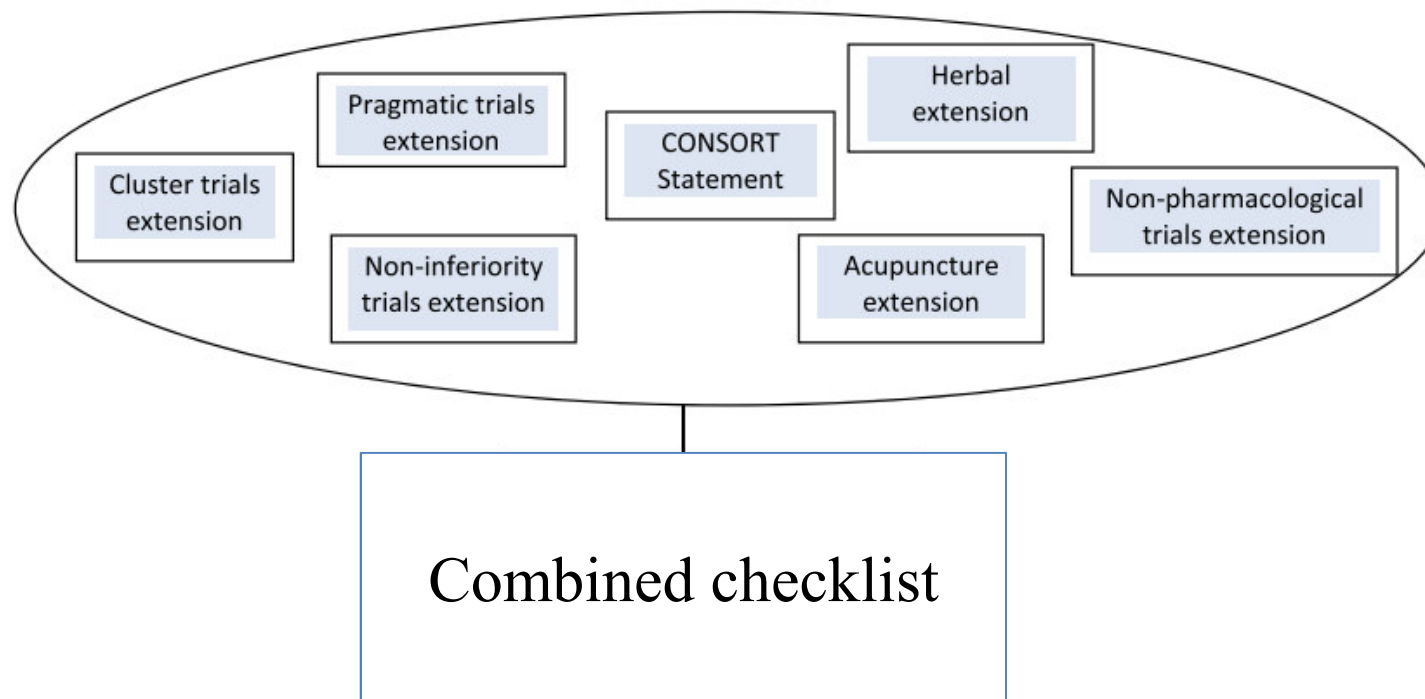 Herbal
extension
Pragmatic trials
extension
CONSORT
Statement
Cluster trials
extension
Non-pharmacological
trials extension
Non-inferiority
trials extension
Acupuncture
extension
Combined checklist